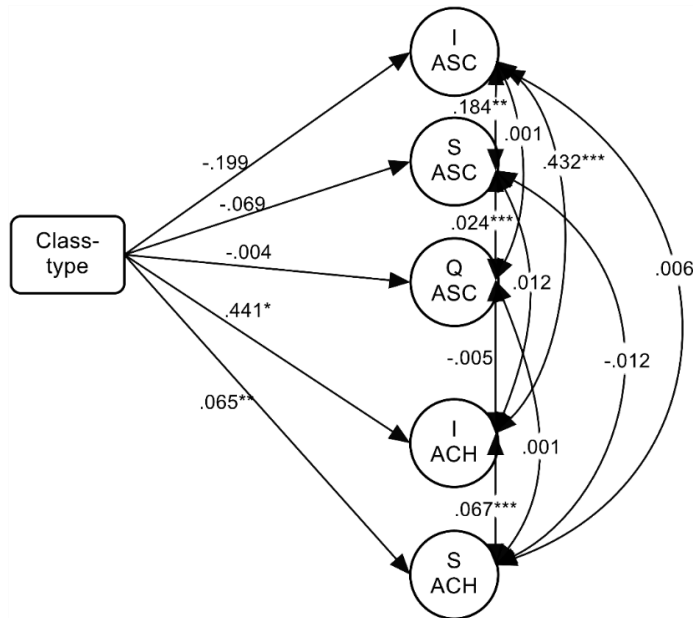 I
ASC
.184**
.001
S
ASC
.432***
-.199
-.069
.024***
Class-
type
-.004
Q
ASC
.012
.006
.441*
-.005
-.012
.065**
I
ACH
.001
.067***
S
ACH